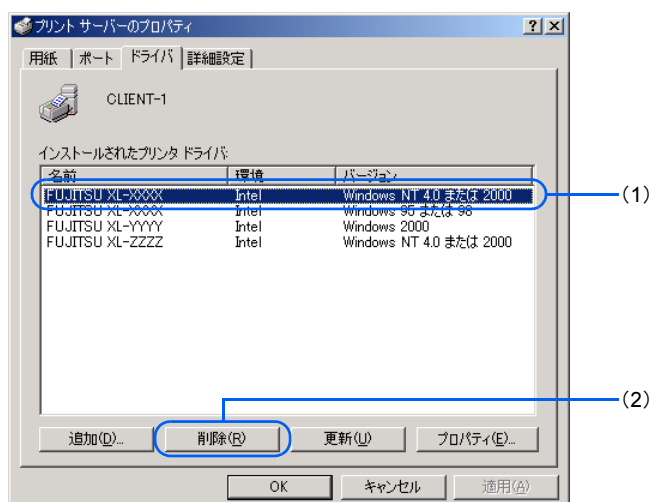 プリント サーバーのプロパティ
用紙 ポート ドライバ 詳細設定
CLIENT-1
インストールされたプリンタ ドライバ:
名前 環境 バージョン
FUJITSU XL-XXXX Intel Windows NT 4.0 または 2000
(1)
FUJITSU XL-XXXX Intel Windows 95 または 98
FUJITSU XL-YYYY Intel Windows 2000
FUJITSU XL-ZZZZ Intel Windows NT 4.0 または 2000
(2)
追加(D)... 削除(R) 更新(U) プロパティ(E)...
OK キャンセル 適用(A)